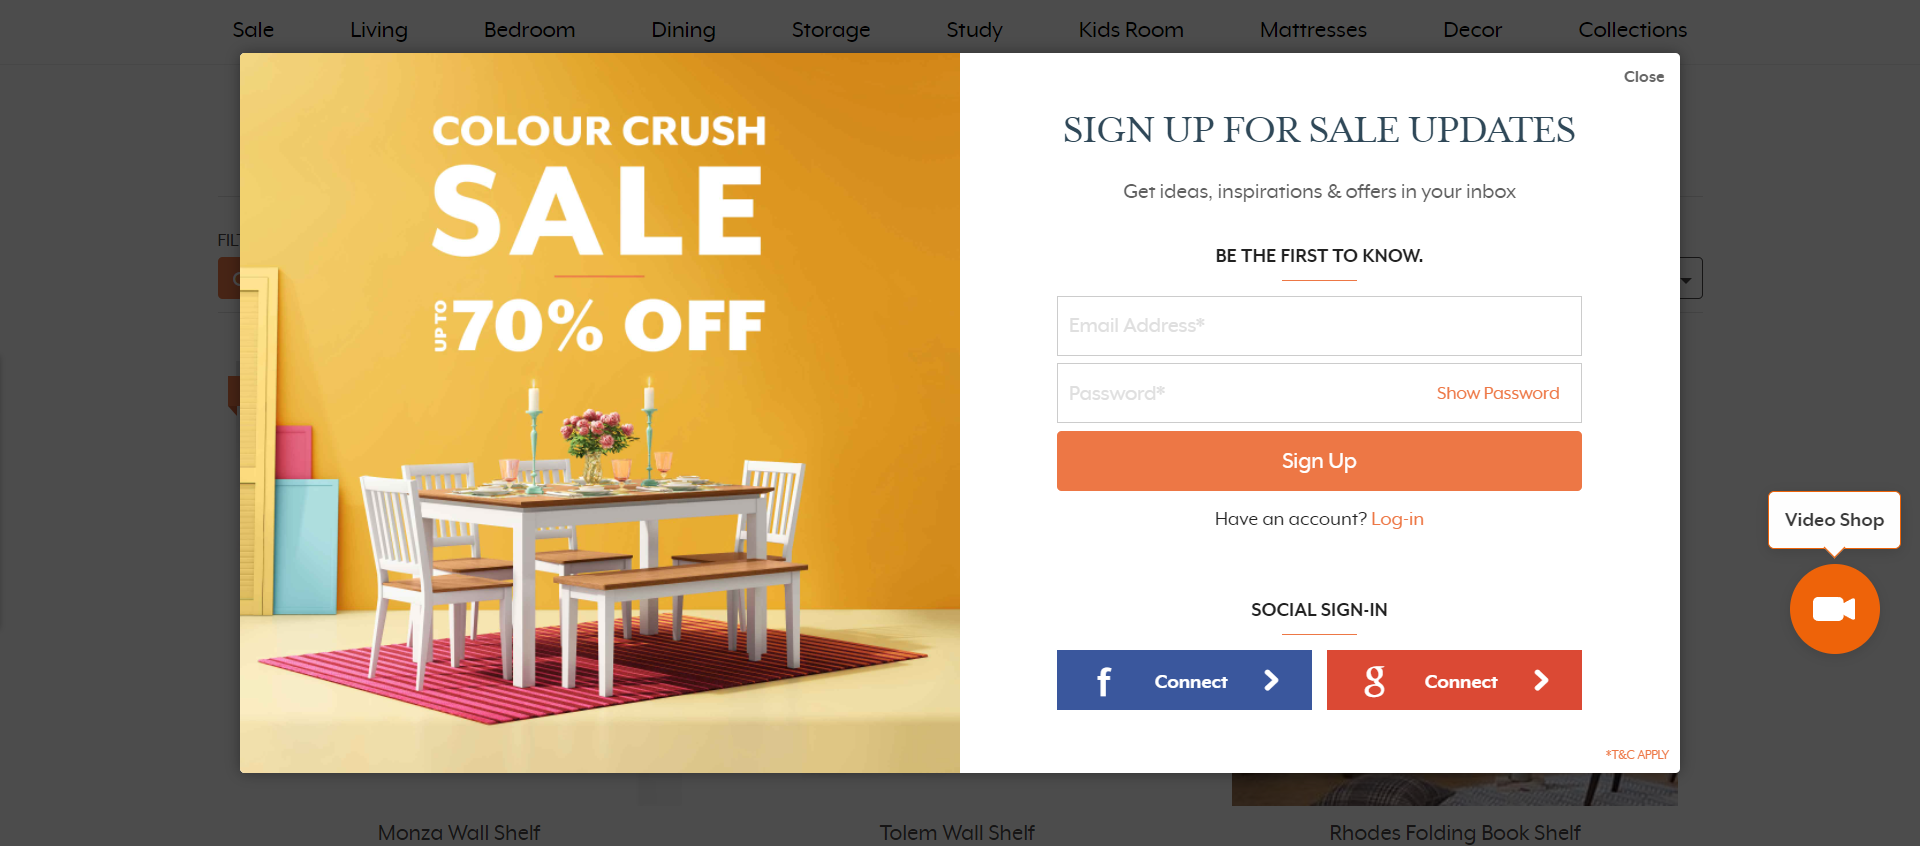 Sale Living Bedroom Dining Storage Study Kids Room Mattresses Decor Collections
COLOUR CRUSH
SALE
UP TO 70% OFF
Close
SIGN UP FOR SALE UPDATES
Get ideas, inspirations & offers in your inbox
BE THE FIRST TO KNOW.
Email Address*
Password* Show Password
Sign Up
Have an account? Log-in
SOCIAL SIGN-IN
f Connect
g Connect
*T&C APPLY
Video Shop
Monza Wall Shelf Tolem Wall Shelf Rhodes Folding Book Shelf